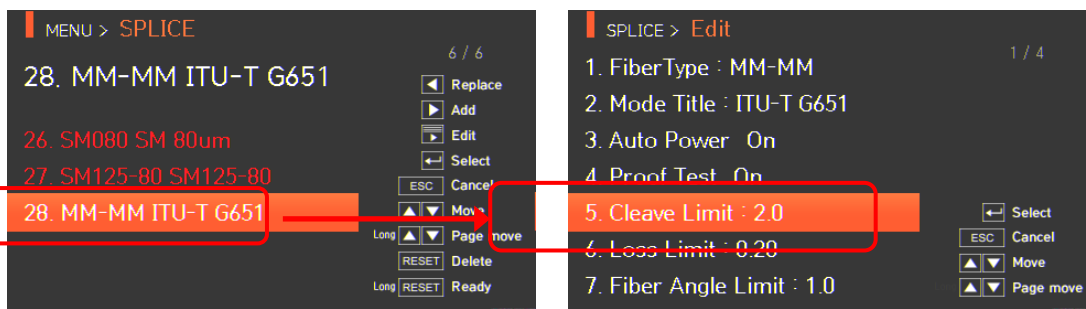 MENU > SPLICE
6 / 6
28. MM-MM ITU-T G651
Replace
Add
26. SM080 SM 80um
Edit
27. SM125-80 SM125-80
Select
ESC Cancel
28. MM-MM ITU-T G651
Move
Long Page move
RESET Delete
Long RESET Ready
SPLICE > Edit
1 / 4
1. FiberType : MM-MM
2. Mode Title : ITU-T G651
3. Auto Power On
4. Proof Test On
5. Cleave Limit : 2.0
Select
ESC Cancel
6. Loss Limit : 0.20
Move
7. Fiber Angle Limit : 1.0
Page move